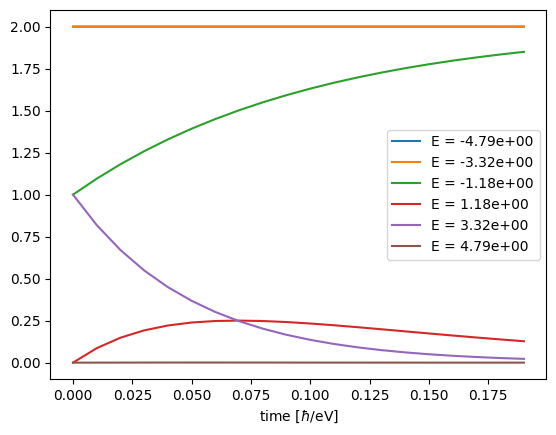 2.00
1.75
1.50
1.25
1.00
0.75
0.50
0.25
0.00
E = -4.79e+00
E = -3.32e+00
E = -1.18e+00
E = 1.18e+00
E = 3.32e+00
E = 4.79e+00
0.000 0.025 0.050 0.075 0.100 0.125 0.150 0.175
time [ℏ/eV]